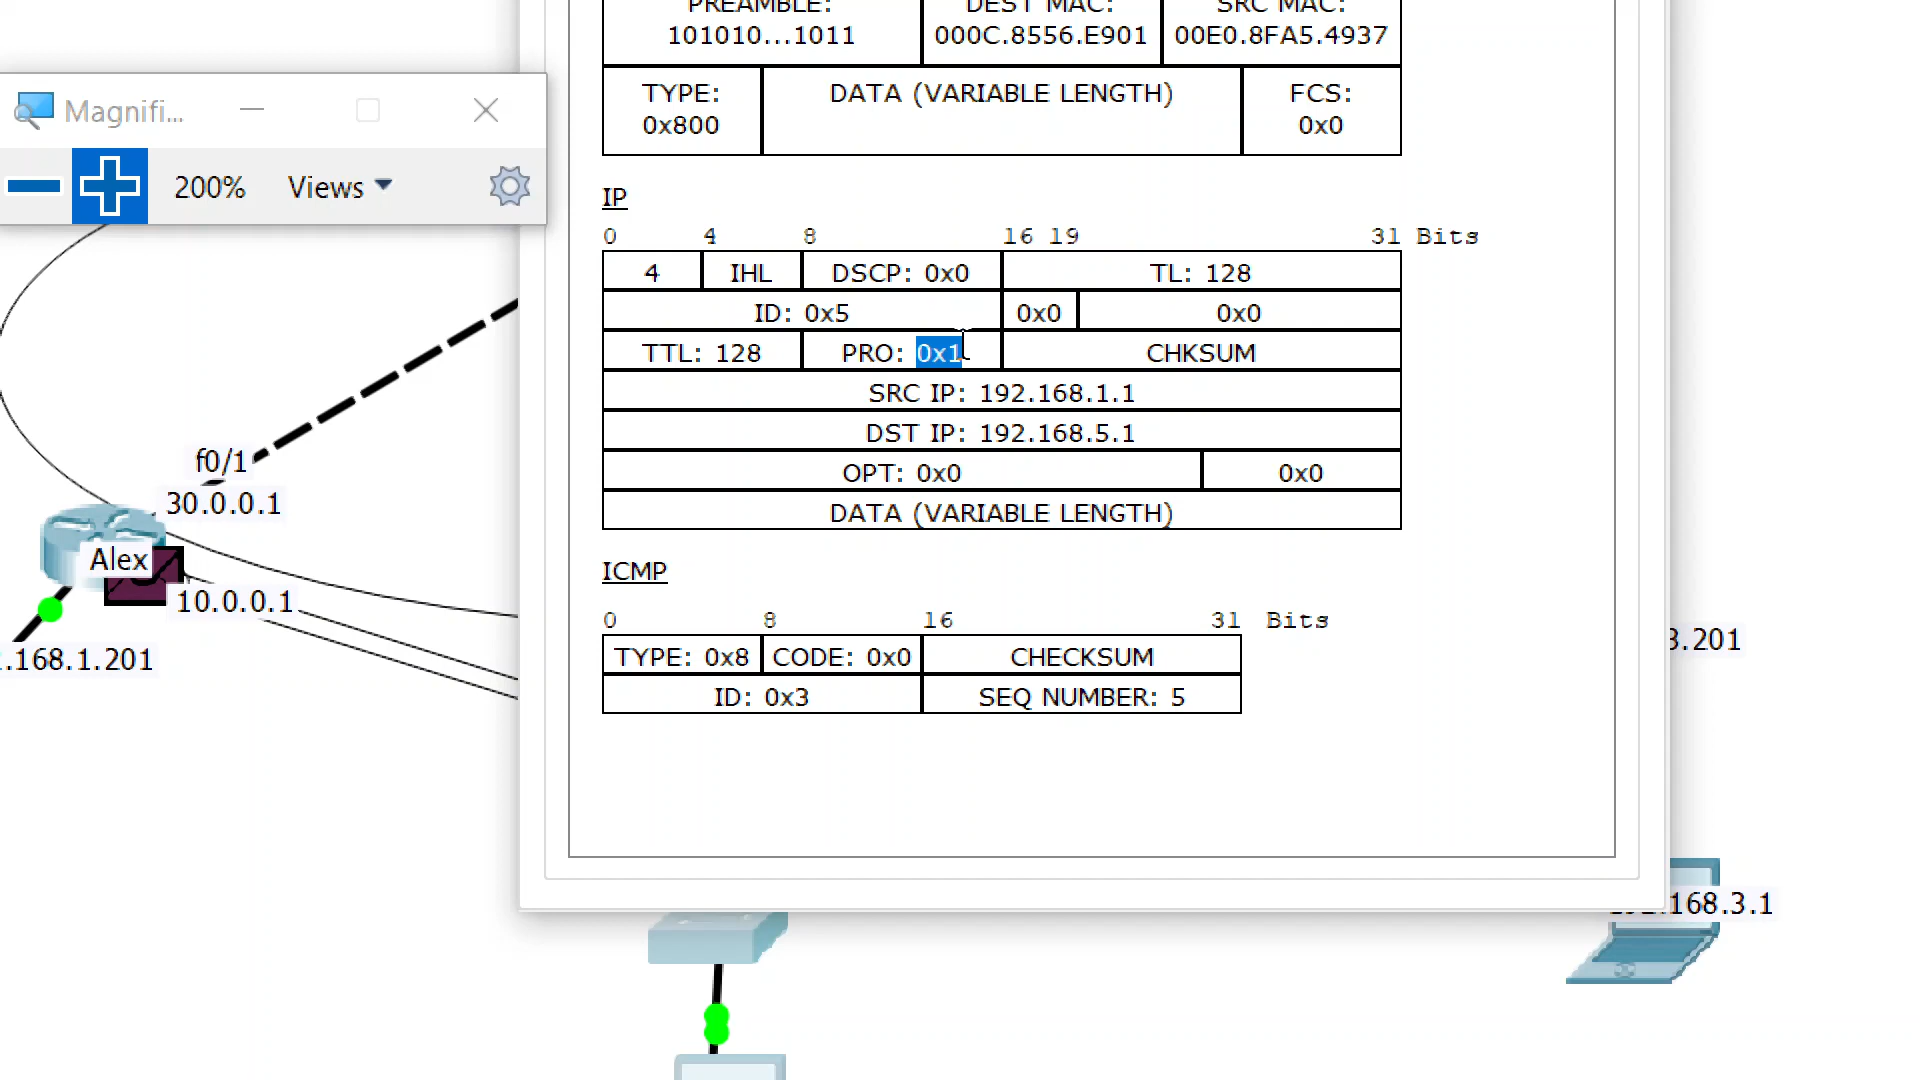 PREAMBLE: DEST MAC: SRC MAC:
101010...1011 000C.8556.E901 00E0.8FA5.4937
TYPE: DATA (VARIABLE LENGTH) FCS:
0x800 0x0
Magnifi...
200% Views
IP
0 4 8 16 19 31 Bits
4 IHL DSCP: 0x0 TL: 128
ID: 0x5 0x0 0x0
TTL: 128 PRO: 0x1 CHKSUM
SRC IP: 192.168.1.1
DST IP: 192.168.5.1
OPT: 0x0 0x0
DATA (VARIABLE LENGTH)
ICMP
0 8 16 31 Bits
TYPE: 0x8 CODE: 0x0 CHECKSUM
ID: 0x3 SEQ NUMBER: 5
f0/1
30.0.0.1
Alex
10.0.0.1
.168.1.201
3.201
.168.3.1